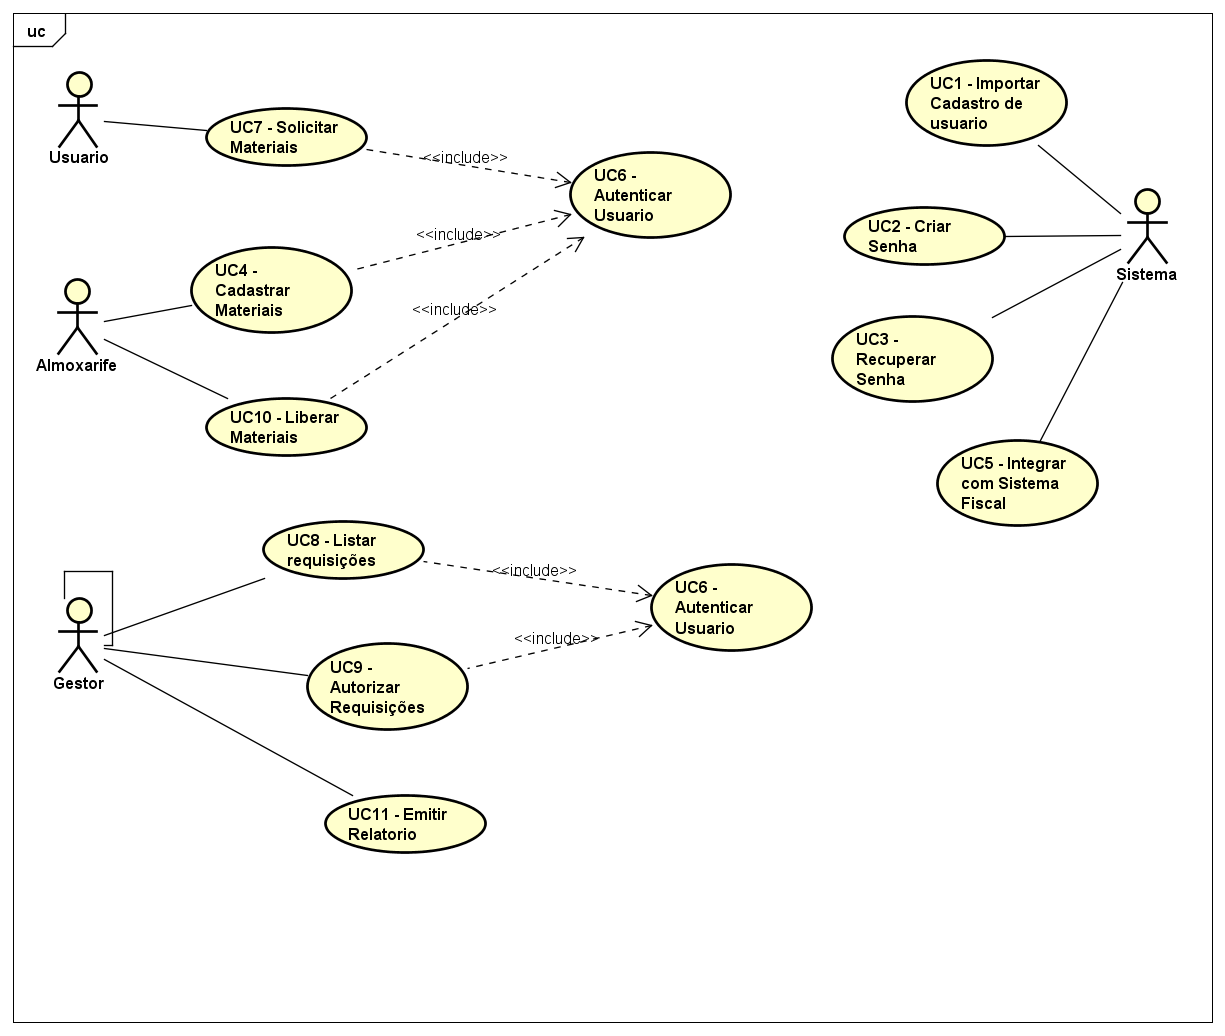 uc
Usuario
UC7 - Solicitar
Materiais
<<include>>
UC6 -
Autenticar
Usuario
UC1 - Importar
Cadastro de
usuario
UC2 - Criar
Senha
Sistema
<<include>>
UC4 -
Cadastrar
Materiais
<<include>>
Almoxarife
UC3 -
Recuperar
Senha
UC10 - Liberar
Materiais
UC5 - Integrar
com Sistema
Fiscal
UC8 - Listar
requisições
<<include>>
UC6 -
Autenticar
Usuario
<<include>>
Gestor
UC9 -
Autorizar
Requisições
UC11 - Emitir
Relatorio